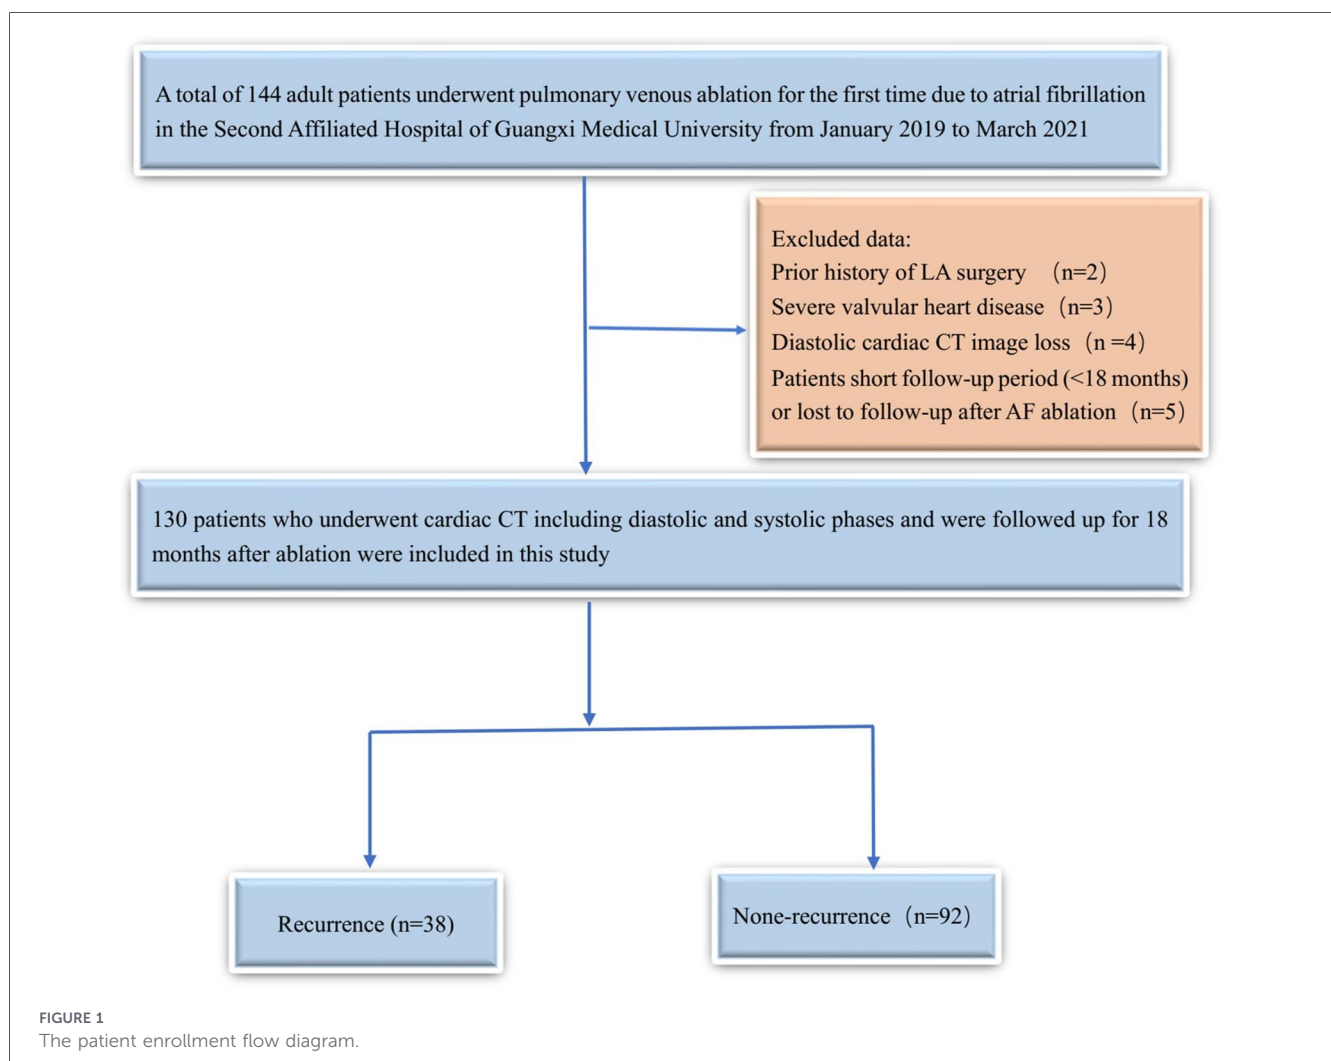 A total of 144 adult patients underwent pulmonary venous ablation for the first time due to atrial fibrillation
in the Second Affiliated Hospital of Guangxi Medical University from January 2019 to March 2021
Excluded data:
Prior history of LA surgery （n=2）
Severe valvular heart disease（n=3）
Diastolic cardiac CT image loss（n =4）
Patients short follow-up period (<18 months)
or lost to follow-up after AF ablation（n=5）
130 patients who underwent cardiac CT including diastolic and systolic phases and were followed up for 18
months after ablation were included in this study
Recurrence (n=38)
None-recurrence（n=92）
FIGURE 1
The patient enrollment flow diagram.